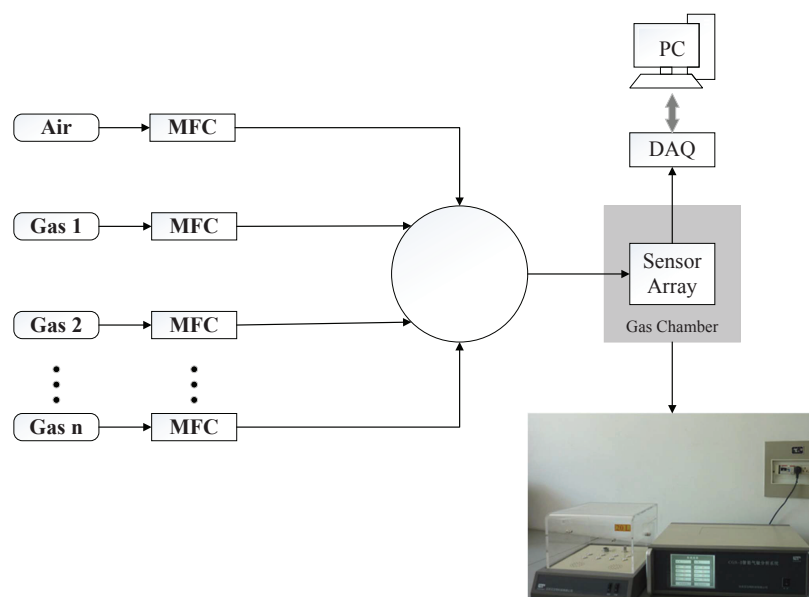 PC
DAQ
Air
MFC
Gas 1
MFC
Gas 2
MFC
Gas n
MFC
Sensor
Array
Gas Chamber